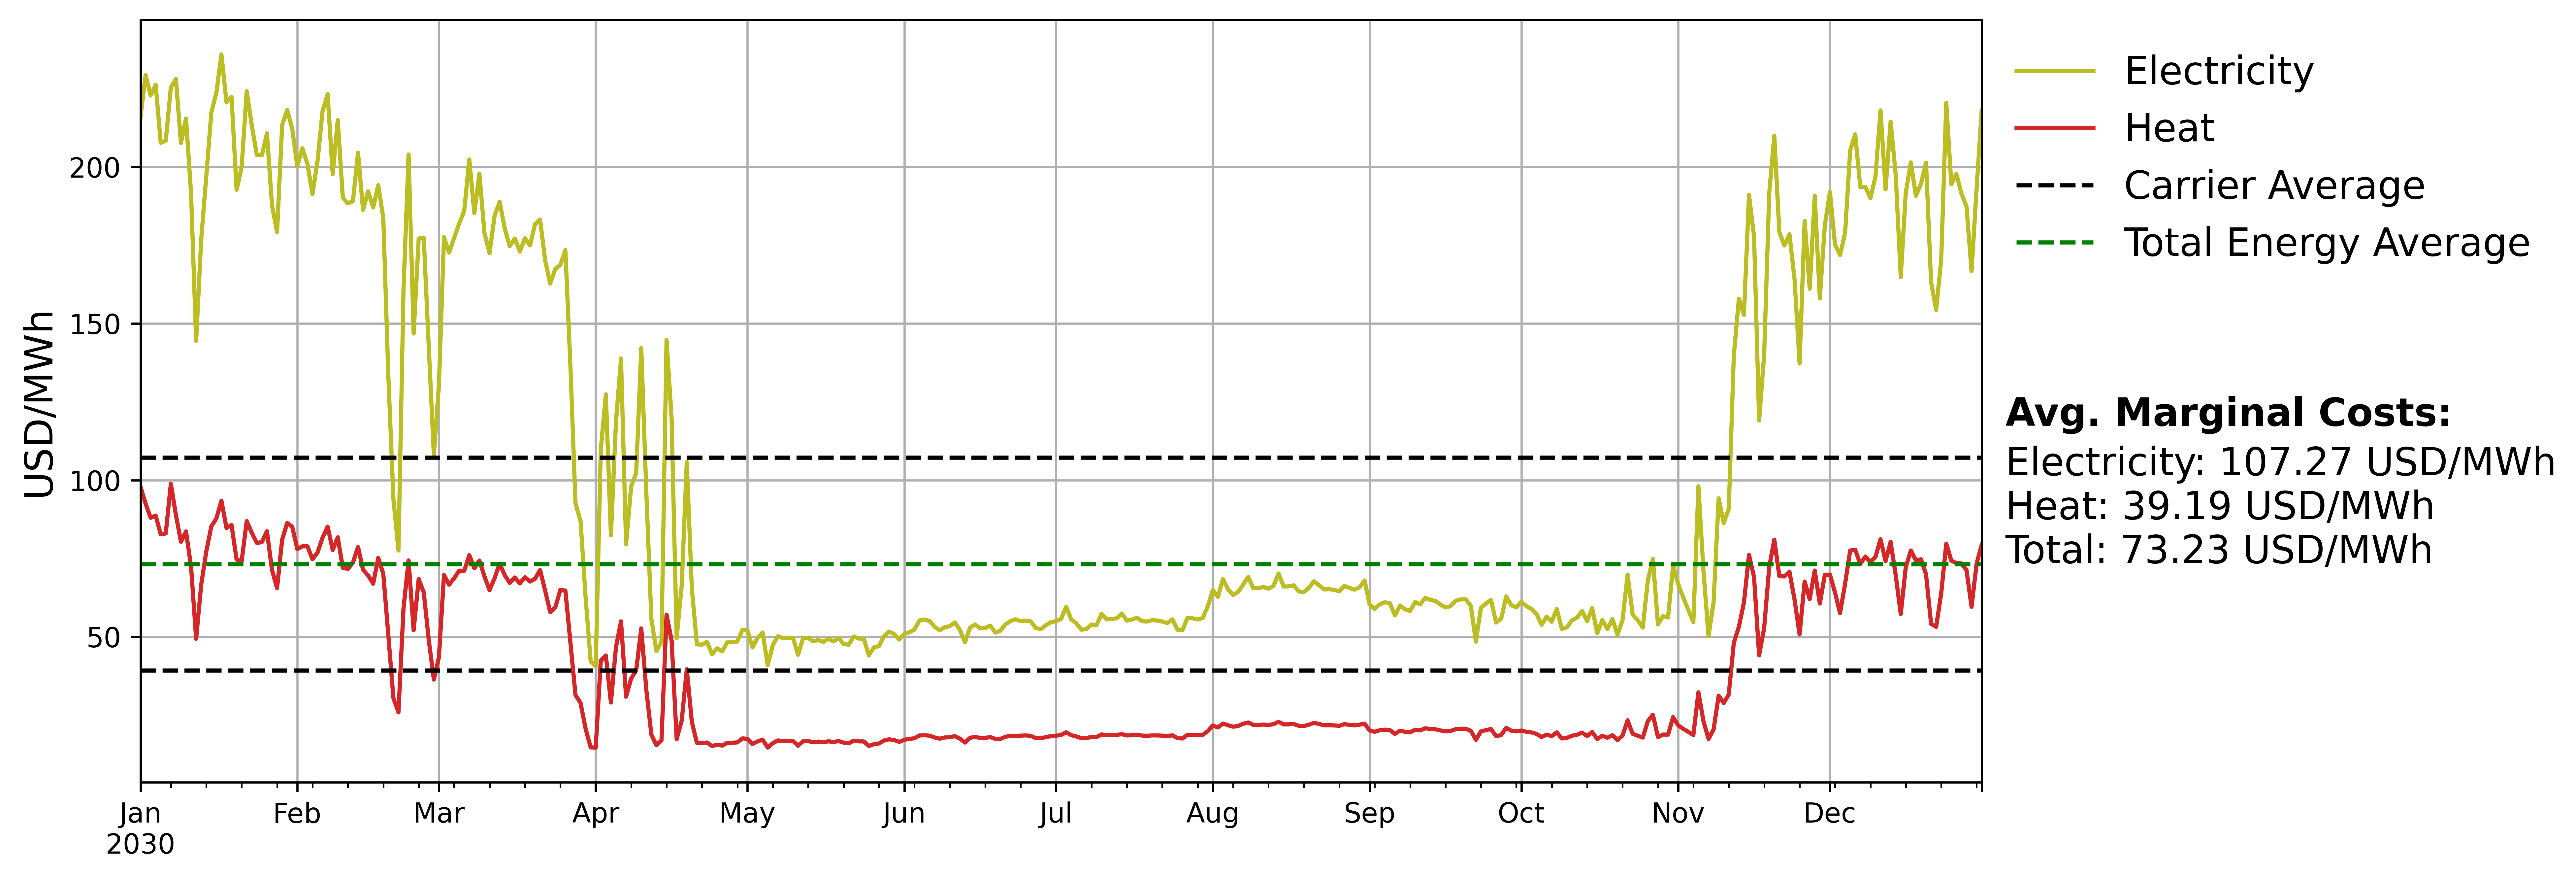 USD/MWh
200
150
100
50
Jan
2030
Feb
Mar
Apr
May
Jun
Jul
Aug
Sep
Oct
Nov
Dec
Electricity
Heat
Carrier Average
Total Energy Average
Avg. Marginal Costs:
Electricity: 107.27 USD/MWh
Heat: 39.19 USD/MWh
Total: 73.23 USD/MWh